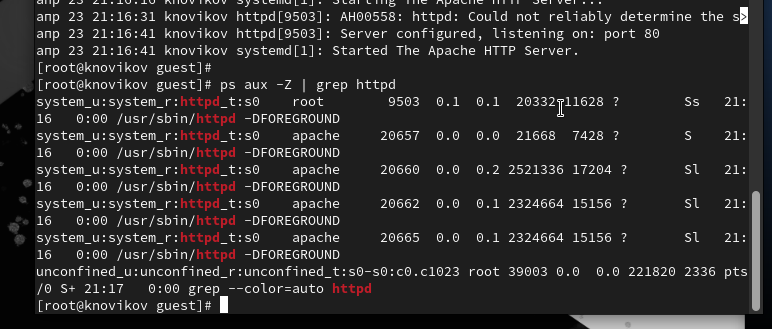 апр 23 21:16:31 knovikov httpd[9503]: AH00558: httpd: Could not reliably determine the s>
апр 23 21:16:41 knovikov httpd[9503]: Server configured, listening on: port 80
апр 23 21:16:41 knovikov systemd[1]: Started The Apache HTTP Server.
[root@knovikov guest]#
[root@knovikov guest]# ps aux -Z | grep httpd
system_u:system_r:httpd_t:s0    root        9503  0.1  0.1  20332 11628 ?        Ss   21:
16   0:00 /usr/sbin/httpd -DFOREGROUND
system_u:system_r:httpd_t:s0    apache     20657  0.0  0.0  21668  7428 ?        S    21:
16   0:00 /usr/sbin/httpd -DFOREGROUND
system_u:system_r:httpd_t:s0    apache     20660  0.0  0.2 2521336 17204 ?       Sl   21:
16   0:00 /usr/sbin/httpd -DFOREGROUND
system_u:system_r:httpd_t:s0    apache     20662  0.0  0.1 2324664 15156 ?       Sl   21:
16   0:00 /usr/sbin/httpd -DFOREGROUND
system_u:system_r:httpd_t:s0    apache     20665  0.0  0.1 2324664 15156 ?       Sl   21:
16   0:00 /usr/sbin/httpd -DFOREGROUND
unconfined_u:unconfined_r:unconfined_t:s0-s0:c0.c1023 root 39003 0.0  0.0 221820 2336 pts
/0 S+ 21:17   0:00 grep --color=auto httpd
[root@knovikov guest]#